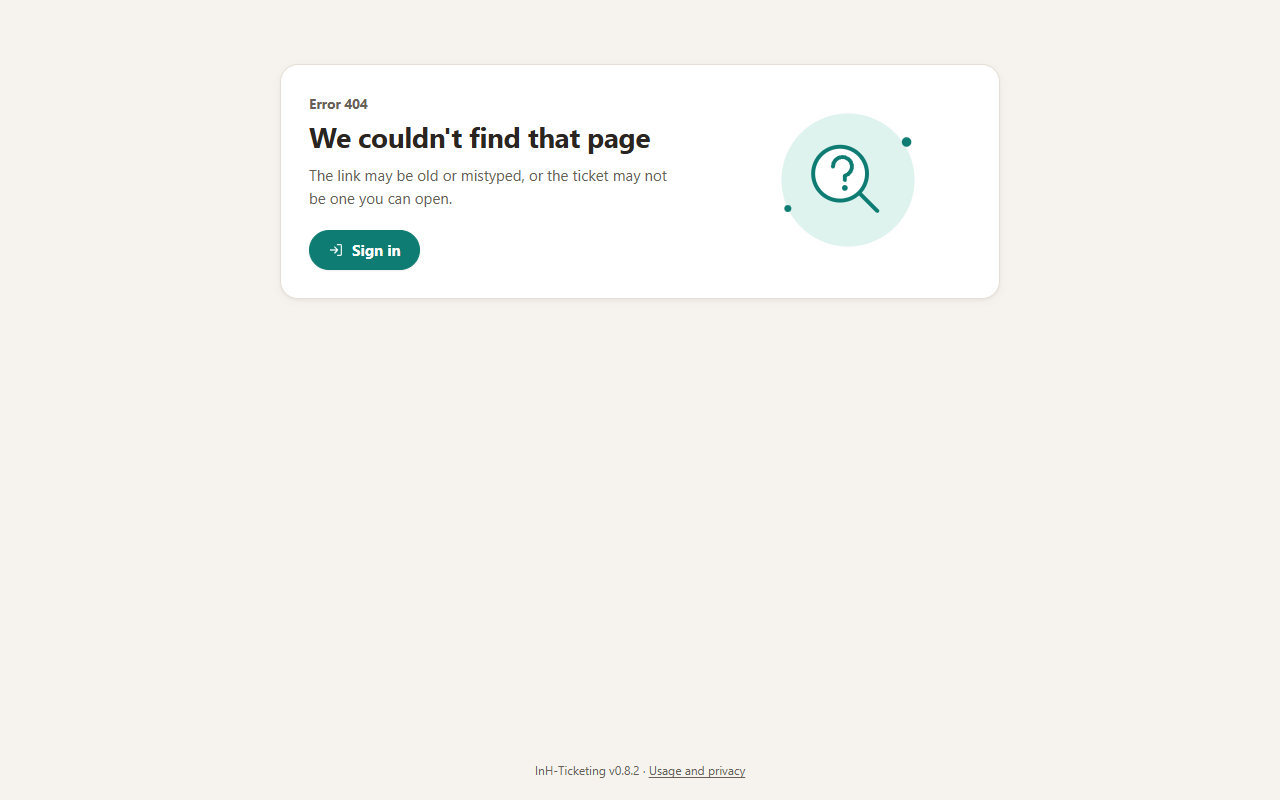 Error 404
We couldn't find that page
The link may be old or mistyped, or the ticket may not
be one you can open.
Sign in
InH-Ticketing v0.8.2 · Usage and privacy